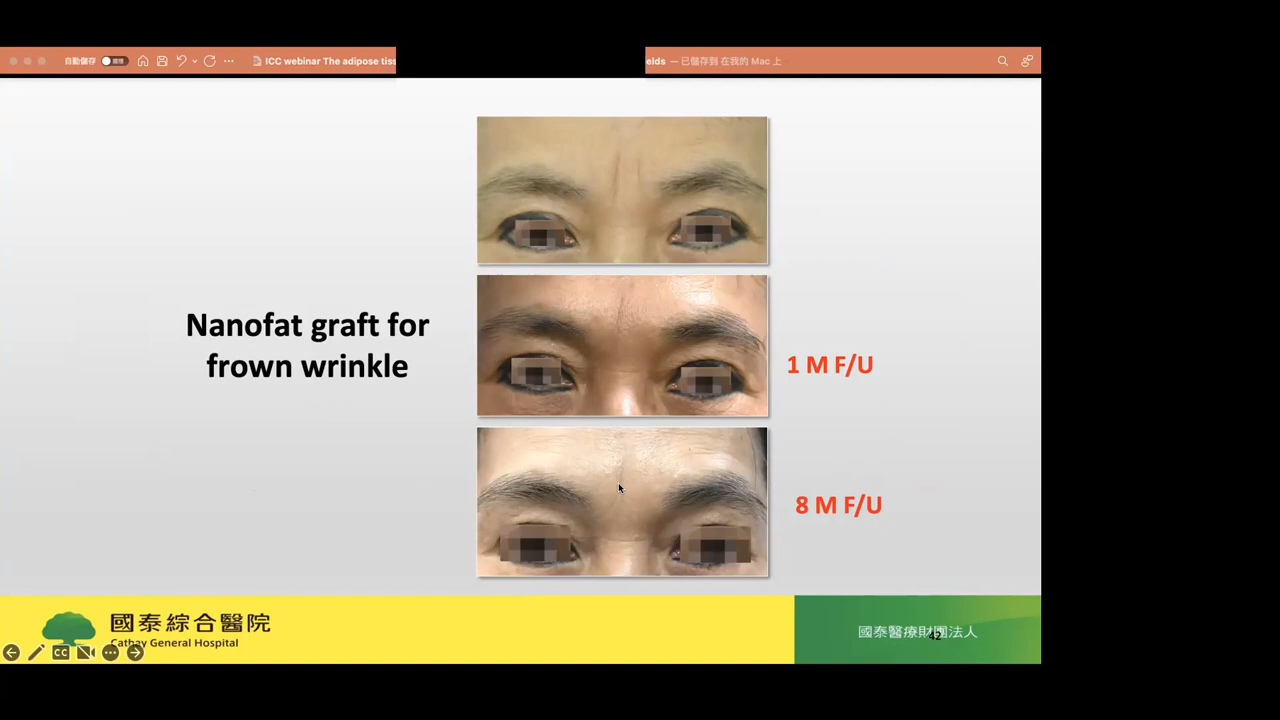 自動儲存
ICC webinar The adipose tiss
elds — 已儲存到 在我的 Mac 上
Nanofat graft for
frown wrinkle
1 M F/U
8 M F/U
國泰綜合醫院
Cathay General Hospital
CC
國泰醫療財團法人
42